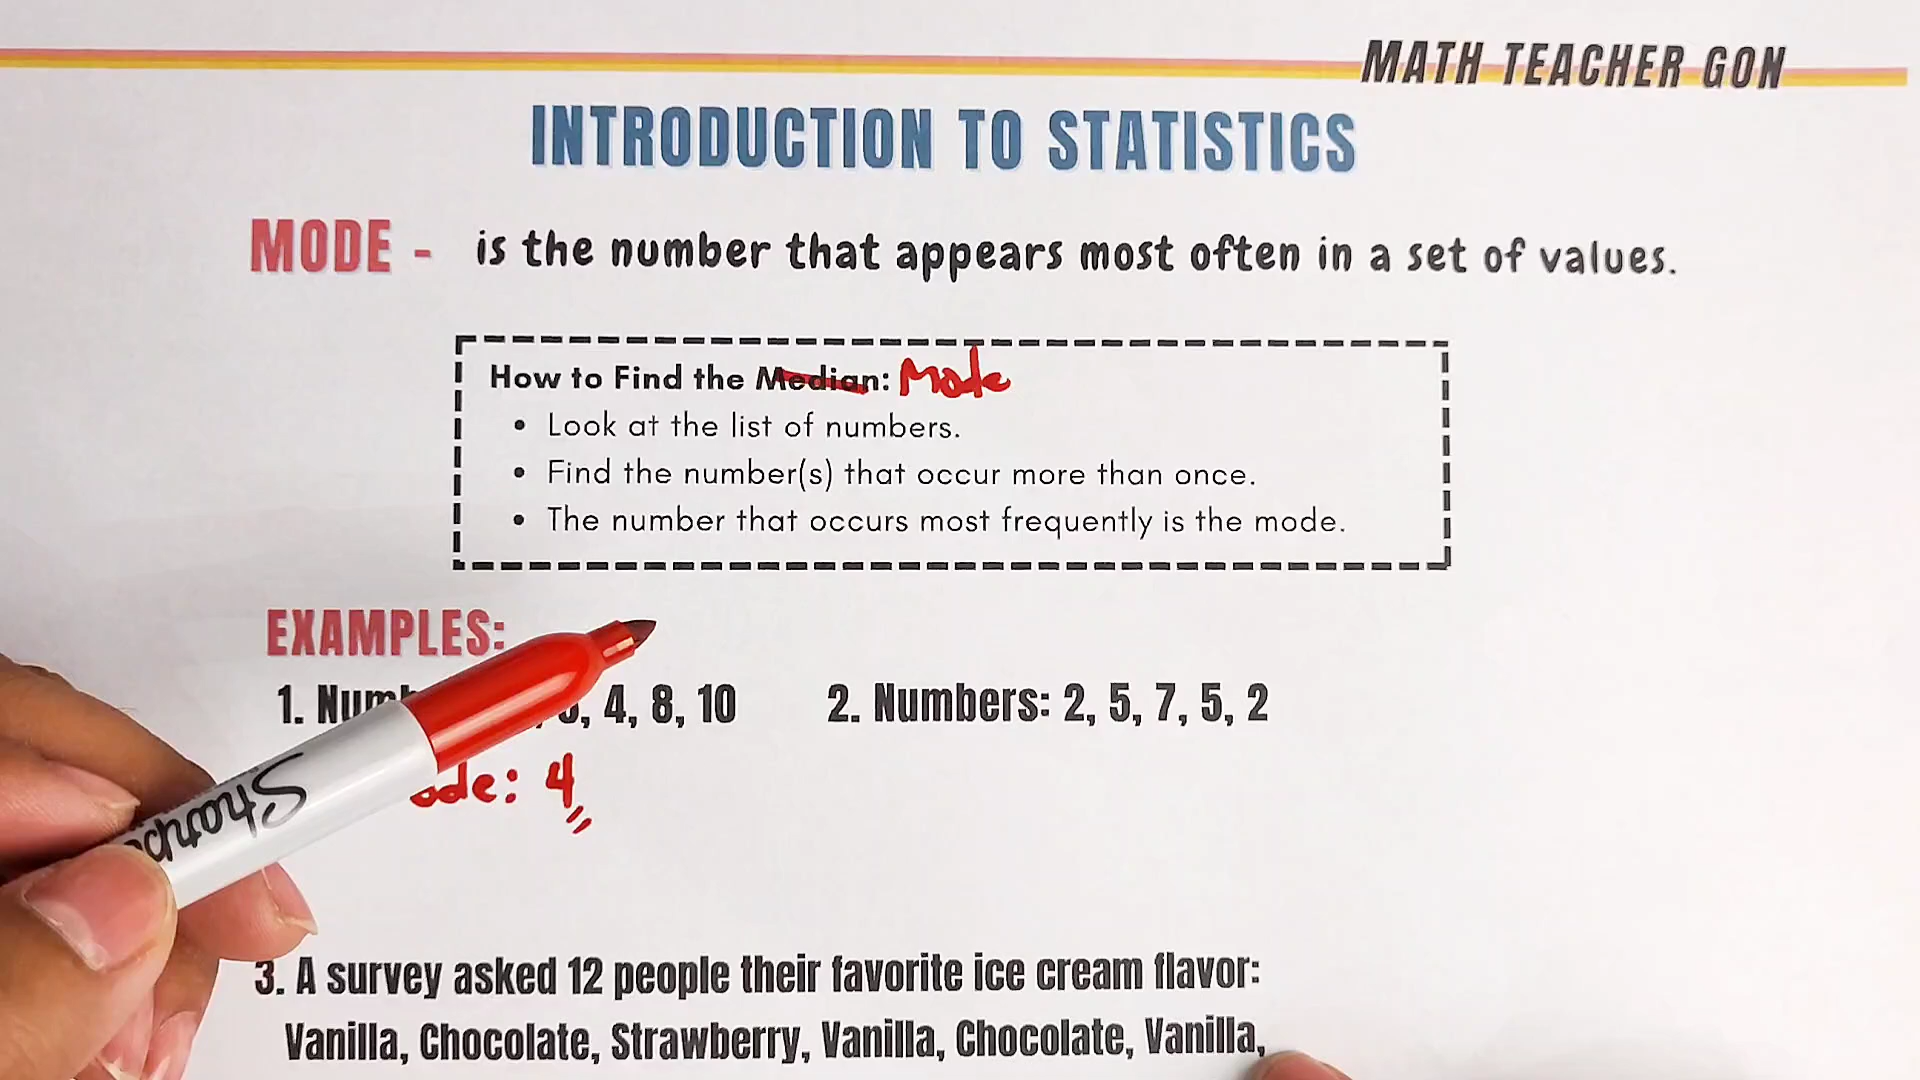 MATH TEACHER GON
INTRODUCTION TO STATISTICS
MODE - is the number that appears most often in a set of values.
How to Find the Median: Mode
• Look at the list of numbers.
• Find the number(s) that occur more than once.
• The number that occurs most frequently is the mode.
EXAMPLES:
1. , 4, 8, 10 2. Numbers: 2, 5, 7, 5, 2
: 4
Sharpie
3. A survey asked 12 people their favorite ice cream flavor:
Vanilla, Chocolate, Strawberry, Vanilla, Chocolate, Vanilla,